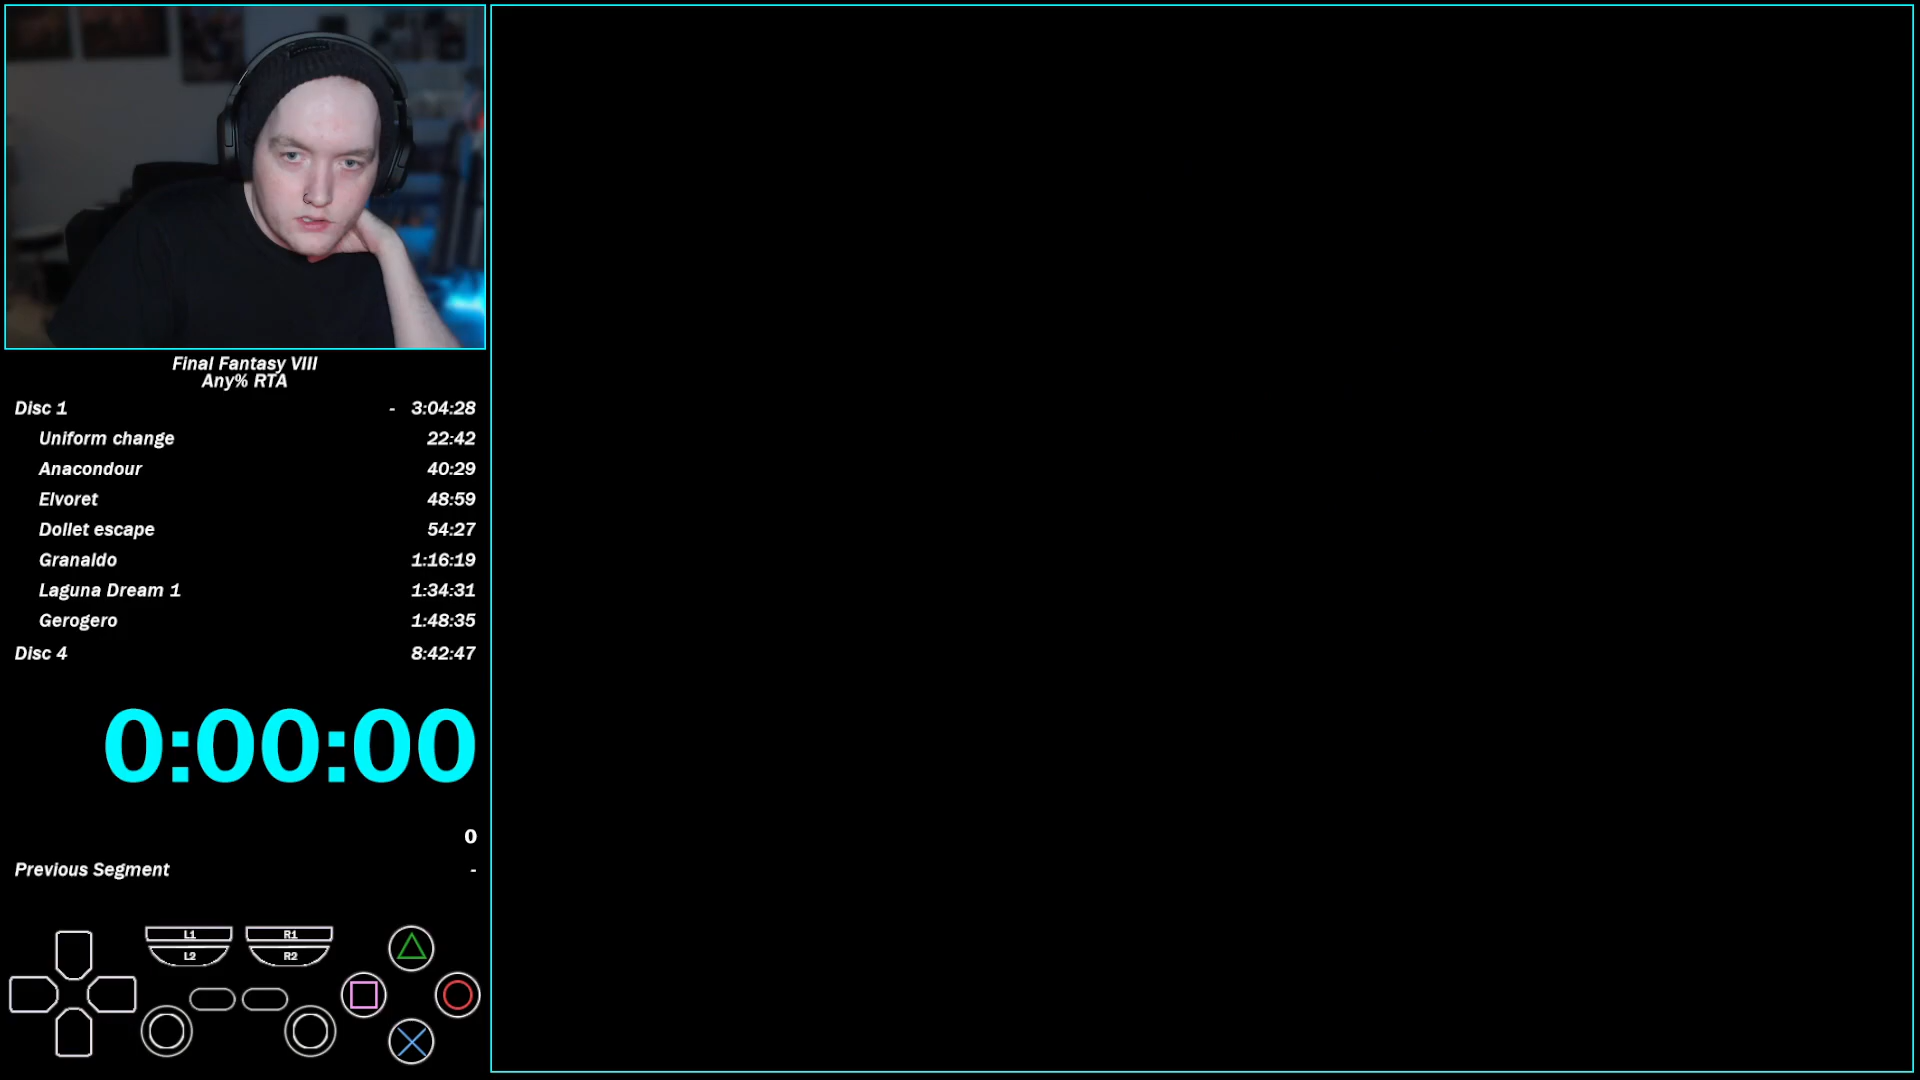 Final Fantasy VIII
Any% RTA
Disc 1 - 3:04:28
Uniform change 22:42
Anacondour 40:29
Elvoret 48:59
Dollet escape 54:27
Granaldo 1:16:19
Laguna Dream 1 1:34:31
Gerogero 1:48:35
Disc 4 8:42:47
0:00:00
0
Previous Segment -
L1 R1
L2 R2